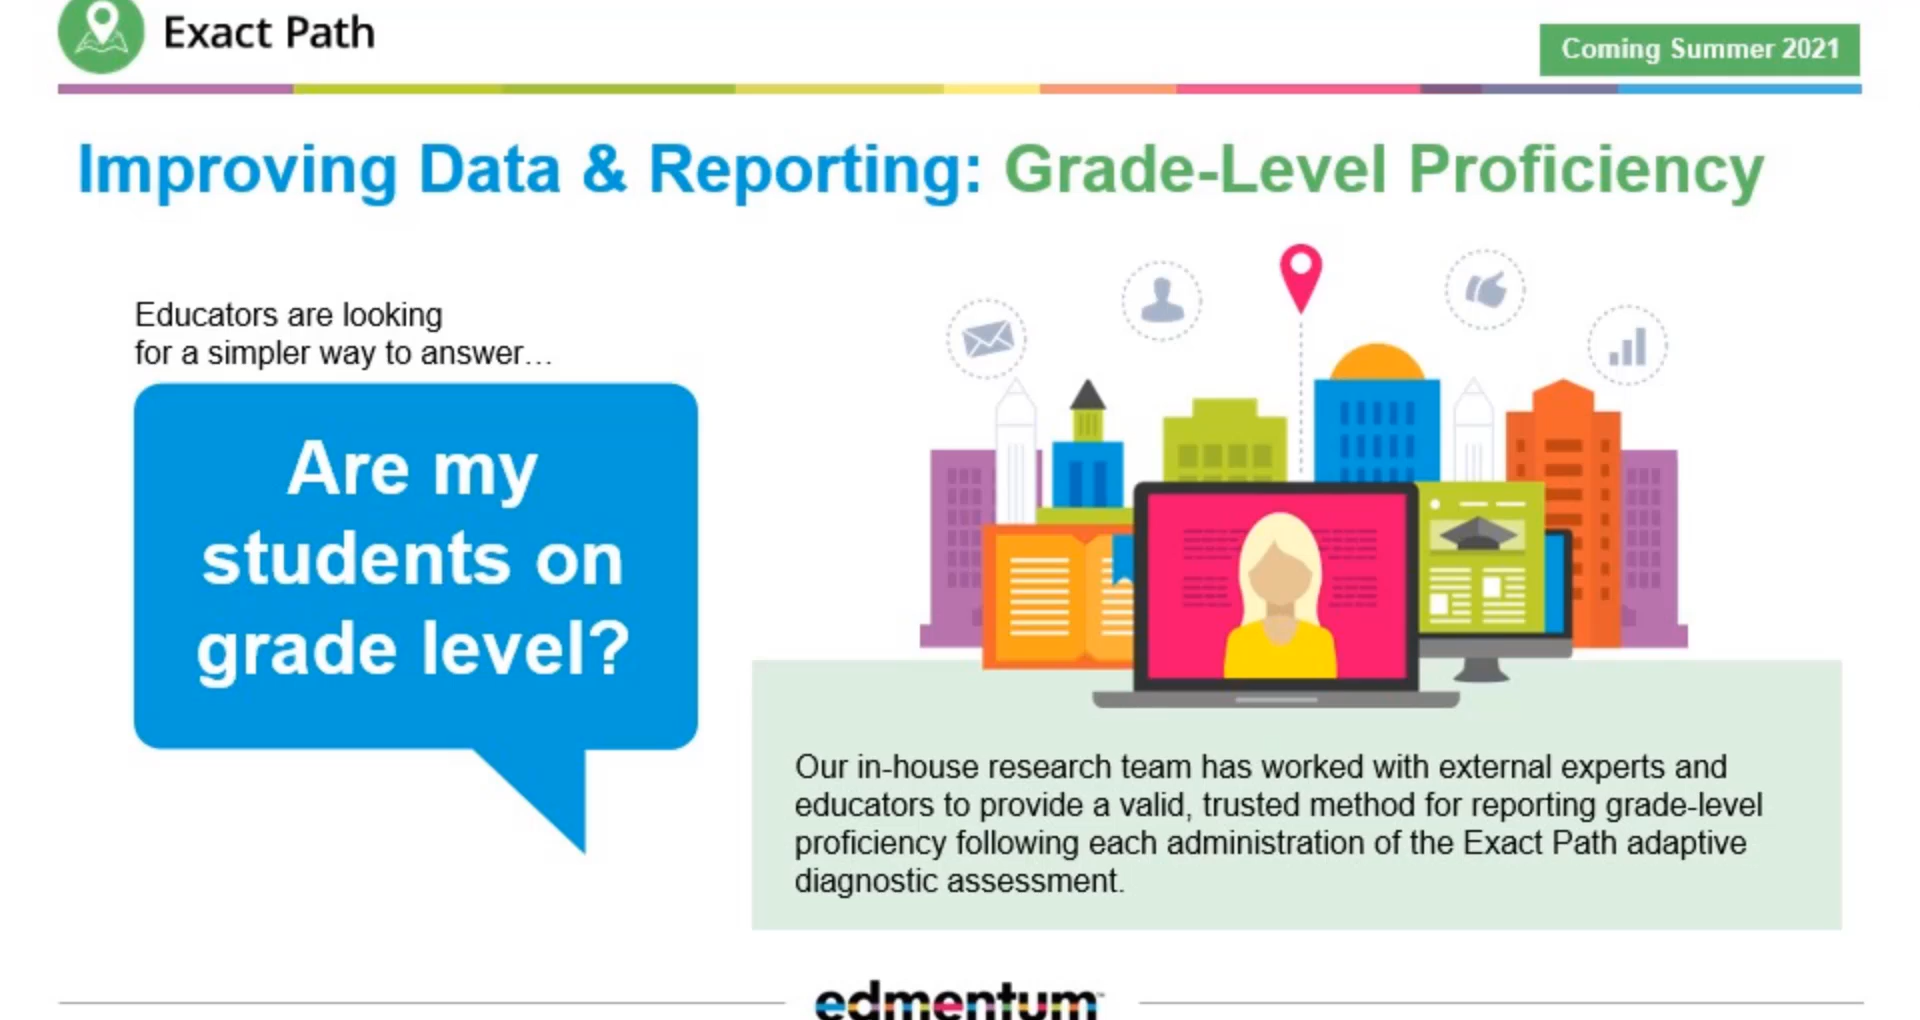 Exact Path
Coming Summer 2021
Improving Data & Reporting: Grade-Level Proficiency
Educators are looking
for a simpler way to answer...
Are my
students on
grade level?
Our in-house research team has worked with external experts and
educators to provide a valid, trusted method for reporting grade-level
proficiency following each administration of the Exact Path adaptive
diagnostic assessment.
edmentum™